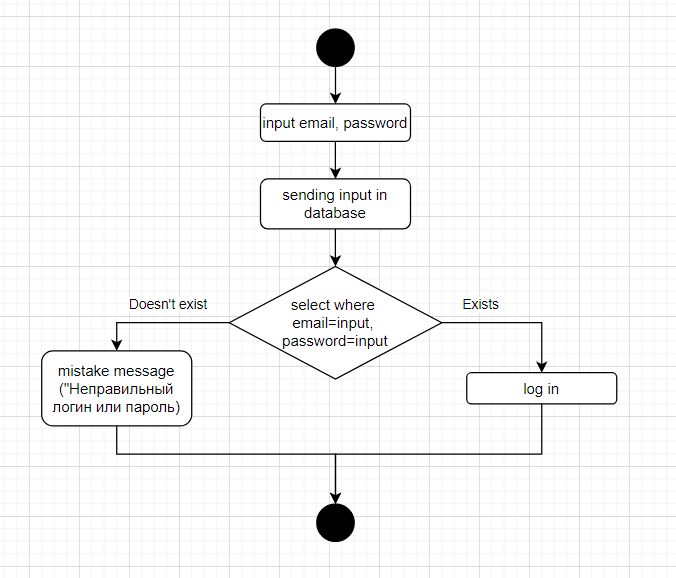 input email, password
sending input in
database
Doesn't exist
select where
email=input,
password=input
Exists
mistake message
("Неправильный
логин или пароль)
log in